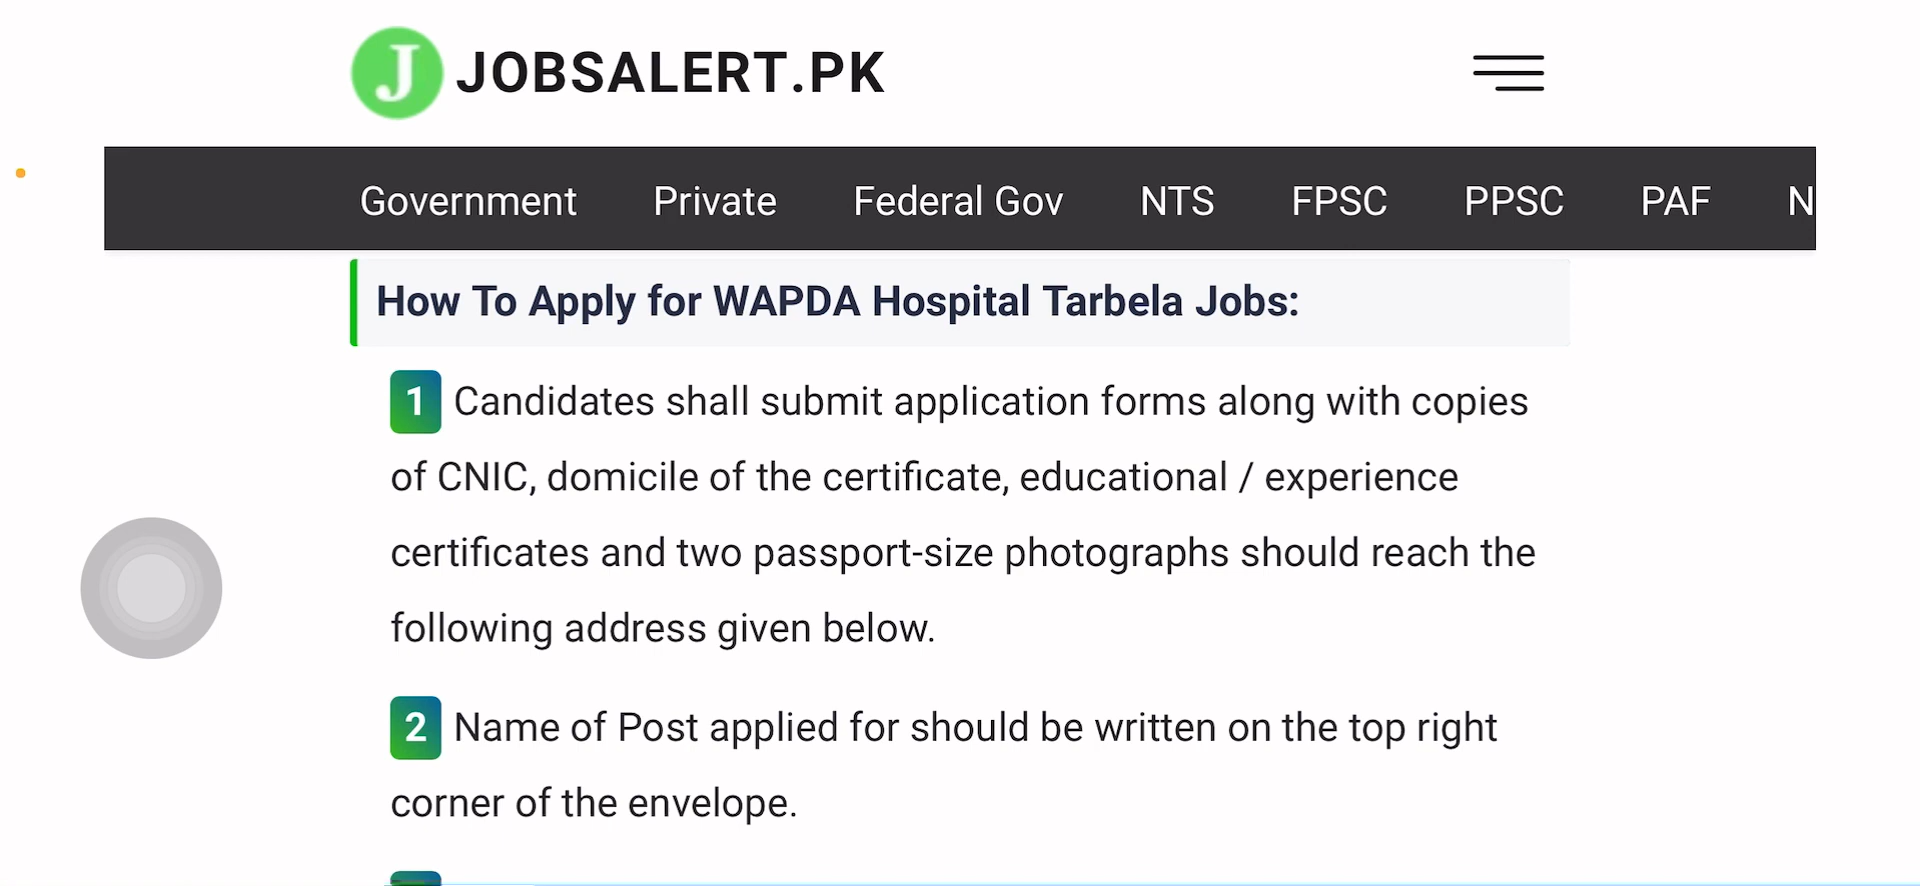 J JOBSALERT.PK
Government Private Federal Gov NTS FPSC PPSC PAF N
How To Apply for WAPDA Hospital Tarbela Jobs:
1 Candidates shall submit application forms along with copies
of CNIC, domicile of the certificate, educational / experience
certificates and two passport-size photographs should reach the
following address given below.
2 Name of Post applied for should be written on the top right
corner of the envelope.